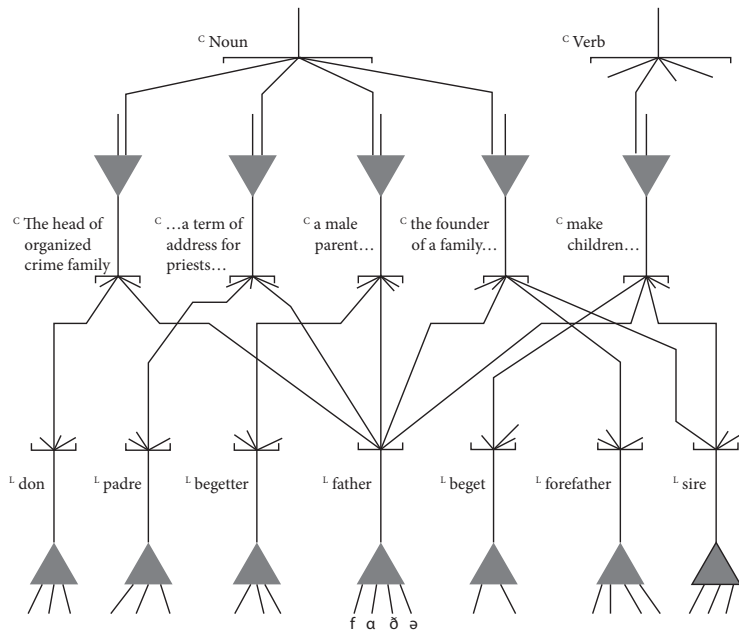 C Noun
C Verb
C The head of
organized
crime family
C …a term of
address for
priests…
C a male
parent…
C the founder
of a family…
C make
children…
L don
L padre
L begetter
L father
L beget
L forefather
L sire
f ɑ ð ə